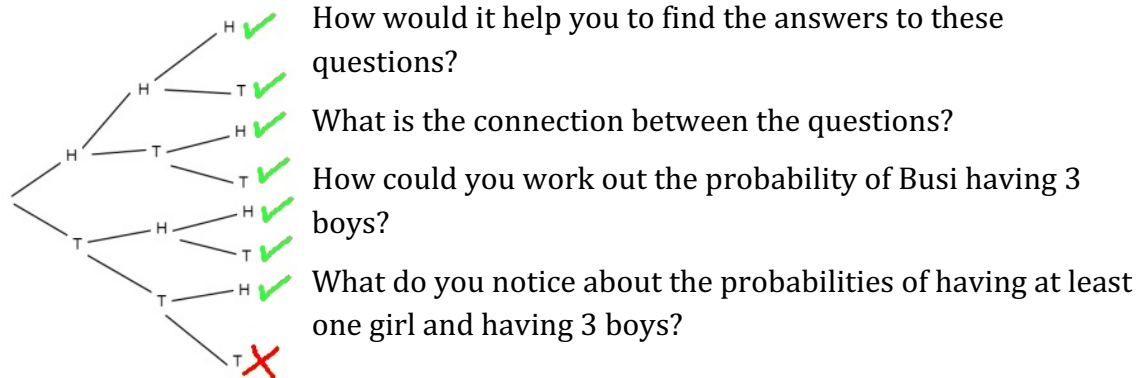 How would it help you to find the answers to these
questions?
What is the connection between the questions?
How could you work out the probability of Busi having 3
boys?
What do you notice about the probabilities of having at least
one girl and having 3 boys?
H
H
T
H
H
T
T
H
H
T
T
H
T
T